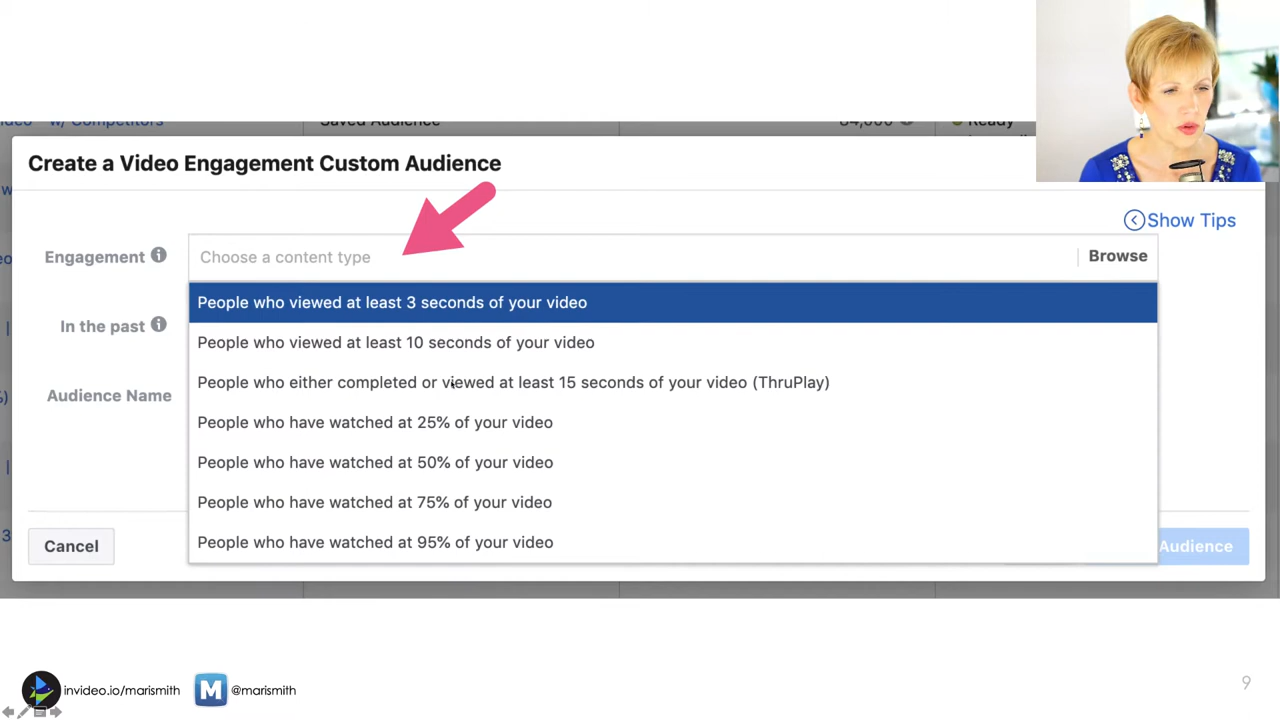 w/ Competitors
Saved Audience
Ready
Create a Video Engagement Custom Audience
Show Tips
Engagement
Choose a content type
Browse
People who viewed at least 3 seconds of your video
People who viewed at least 10 seconds of your video
In the past
People who either completed or viewed at least 15 seconds of your video (ThruPlay)
Audience Name
People who have watched at 25% of your video
People who have watched at 50% of your video
People who have watched at 75% of your video
People who have watched at 95% of your video
Cancel
Audience
invideo.io/marismith
M
@marismith
9